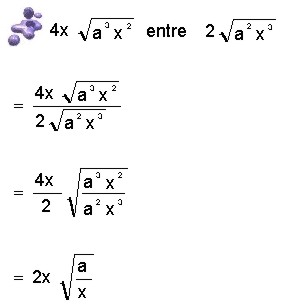 4x √(a³x²) entre 2√(a²x³)
= 4x √(a³x²) / 2√(a²x³)
= 4x/2 √(a³x²/a²x³)
= 2x √(a/x)